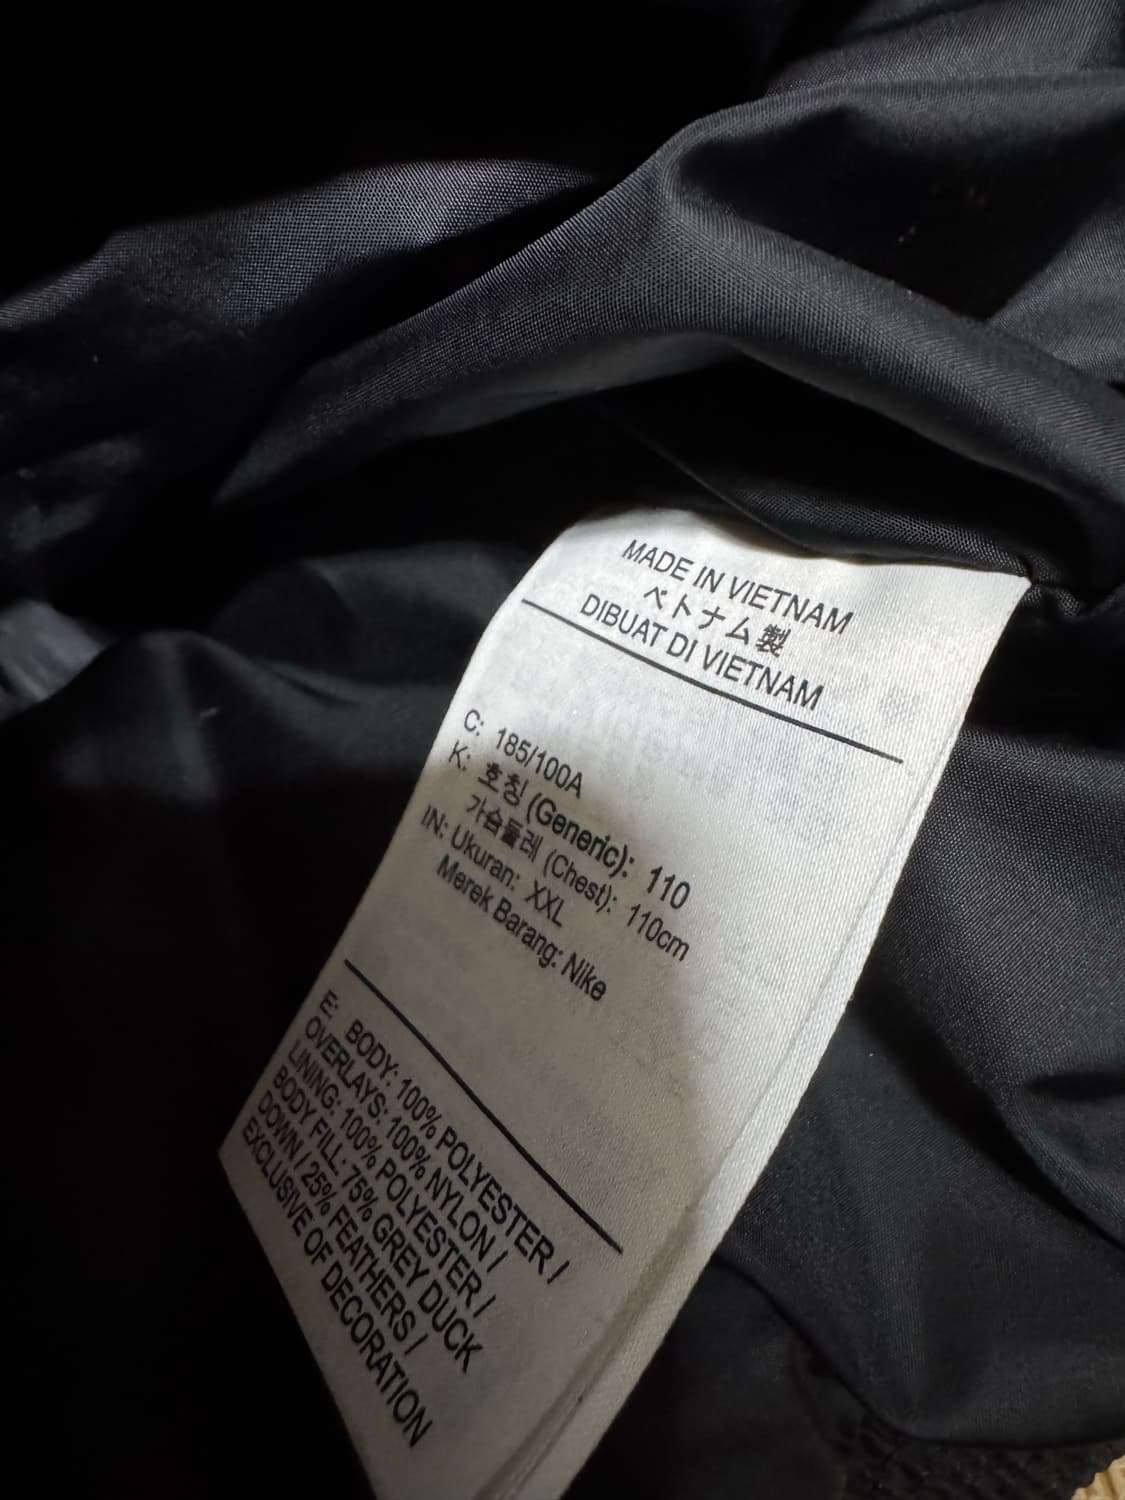 MADE IN VIETNAM
ベトナム製
DIBUAT DI VIETNAM
C: 185/100A
K: 호칭 (Generic): 110
가슴둘레 (Chest): 110cm
IN: Ukuran: XXL
Merek Barang: Nike
E: BODY: 100% POLYESTER /
OVERLAYS: 100% NYLON /
LINING: 100% POLYESTER /
BODY FILL: 75% GREY DUCK
DOWN / 25% FEATHERS /
EXCLUSIVE OF DECORATION